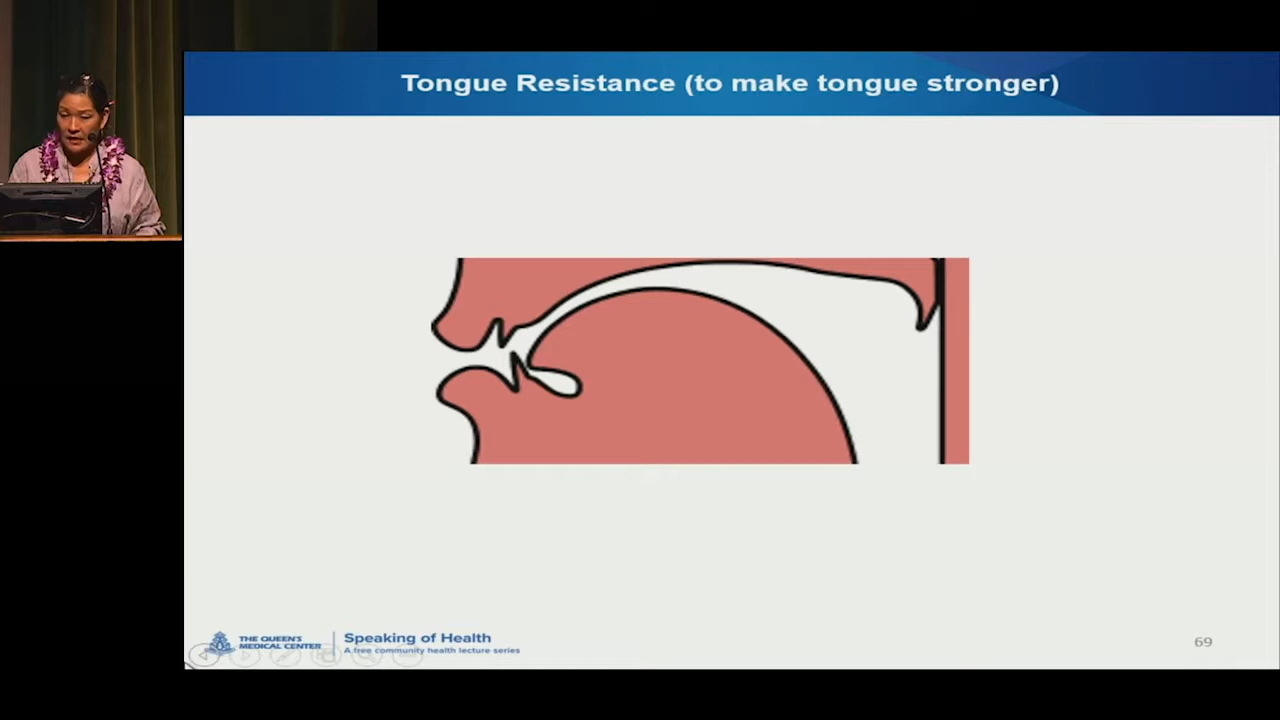 Tongue Resistance (to make tongue stronger)
THE QUEEN'S
MEDICAL CENTER
Speaking of Health
A free community health lecture series
69